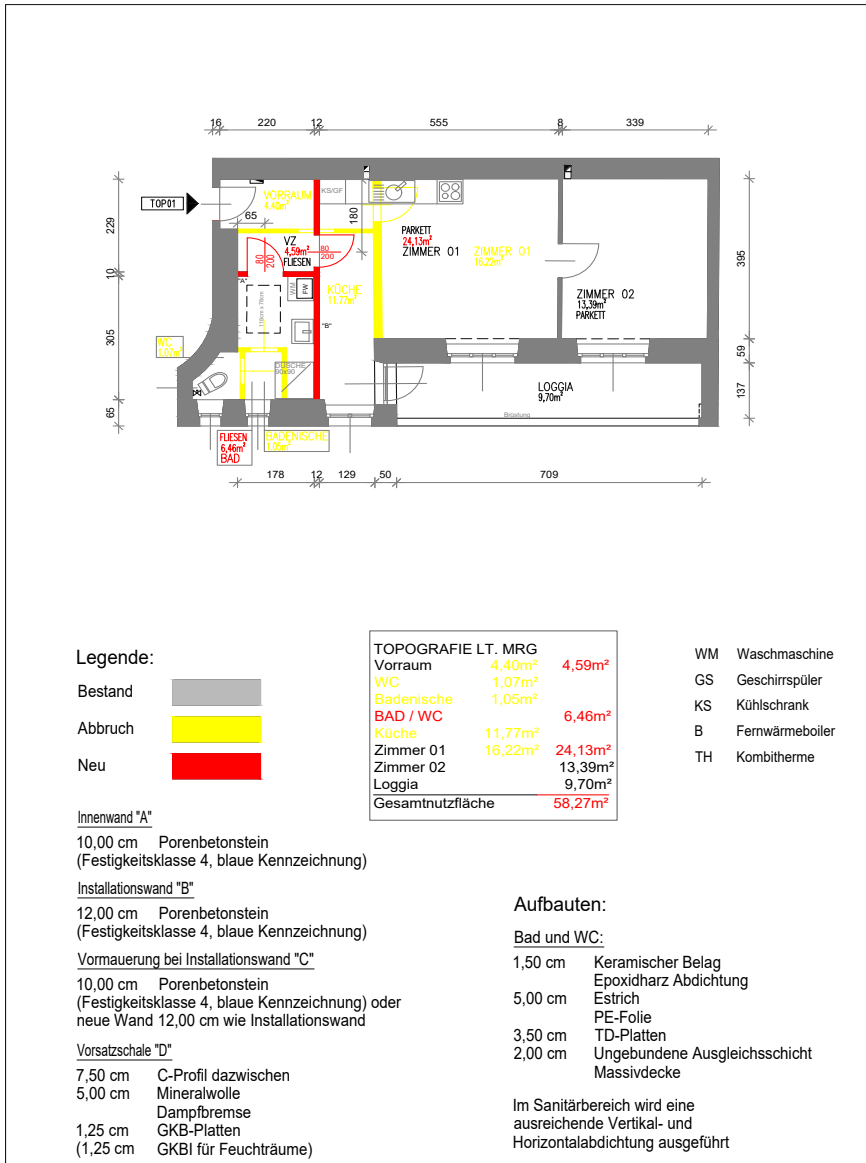 16 220 12 555 8 339
TOP01
229
10
305
65
VORRAUM
4,40m²
65
VZ
4,59m²
FLIESEN
80
200
80
200
KS/GF
180
PARKETT
24,13m²
ZIMMER 01
ZIMMER 01
16,22m²
ZIMMER 02
13,39m²
PARKETT
395
59
137
"A"
WM
FW
KÜCHE
11.77m²
"B"
WC
1.07m²
DUSCHE
90x90
LOGGIA
9,70m²
Brüstung
FLIESEN
6,46m²
BAD
BADENISCHE
1.05m²
178 12 129 50 709
Legende:
Bestand
Abbruch
Neu
TOPOGRAFIE LT. MRG
Vorraum 4,40m² 4,59m²
WC 1,07m²
Badenische 1,05m²
BAD / WC 6,46m²
Küche 11,77m²
Zimmer 01 16,22m² 24,13m²
Zimmer 02 13,39m²
Loggia 9,70m²
Gesamtnutzfläche 58,27m²
WM Waschmaschine
GS Geschirrspüler
KS Kühlschrank
B Fernwärmeboiler
TH Kombitherme
Innenwand "A"
10,00 cm Porenbetonstein
(Festigkeitsklasse 4, blaue Kennzeichnung)
Installationswand "B"
12,00 cm Porenbetonstein
(Festigkeitsklasse 4, blaue Kennzeichnung)
Vormauerung bei Installationswand "C"
10,00 cm Porenbetonstein
(Festigkeitsklasse 4, blaue Kennzeichnung) oder
neue Wand 12,00 cm wie Installationswand
Vorsatzschale "D"
7,50 cm C-Profil dazwischen
5,00 cm Mineralwolle
Dampfbremse
1,25 cm GKB-Platten
(1,25 cm GKBI für Feuchträume)
Aufbauten:
Bad und WC:
1,50 cm Keramischer Belag
Epoxidharz Abdichtung
5,00 cm Estrich
PE-Folie
3,50 cm TD-Platten
2,00 cm Ungebundene Ausgleichsschicht
Massivdecke
Im Sanitärbereich wird eine
ausreichende Vertikal- und
Horizontalabdichtung ausgeführt